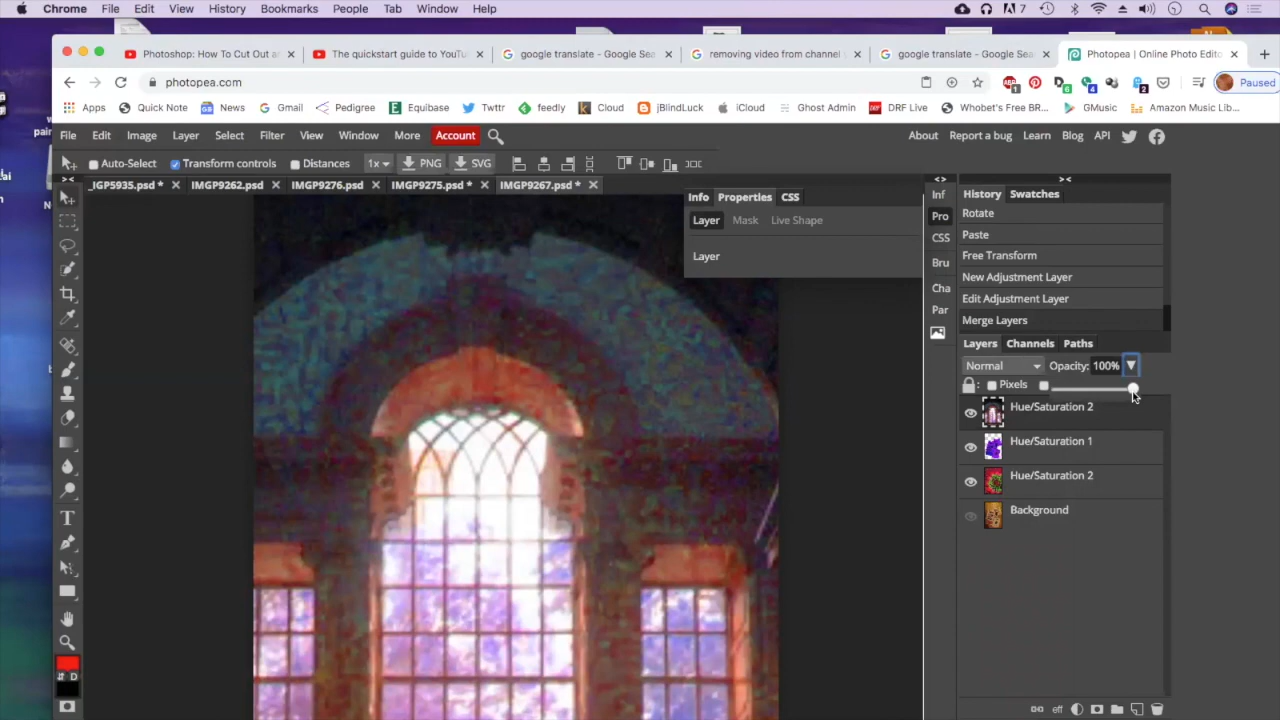 Chrome File Edit View History Bookmarks People Tab Window Help 7
Photoshop: How To Cut Out an
The quickstart guide to YouTu
google translate - Google Sea
removing video from channel
google translate - Google Sea
Photopea | Online Photo Edito
photopea.com
Paused
Apps Quick Note News Gmail Pedigree Equibase Twttr feedly Cloud jBlindLuck iCloud Ghost Admin DRF Live Whobet's Free BR... GMusic Amazon Music Lib...
File Edit Image Layer Select Filter View Window More Account About Report a bug Learn Blog API
Auto-Select Transform controls Distances 1x PNG SVG
_IGP5935.psd * IMGP9262.psd IMGP9276.psd IMGP9275.psd * IMGP9267.psd *
Info Properties CSS
Layer Mask Live Shape
Layer
Inf
Pro
CSS
Bru
Cha
Par
History Swatches
Rotate
Paste
Free Transform
New Adjustment Layer
Edit Adjustment Layer
Merge Layers
Layers Channels Paths
Normal Opacity: 100%
Pixels
Hue/Saturation 2
Hue/Saturation 1
Hue/Saturation 2
Background
eff
D